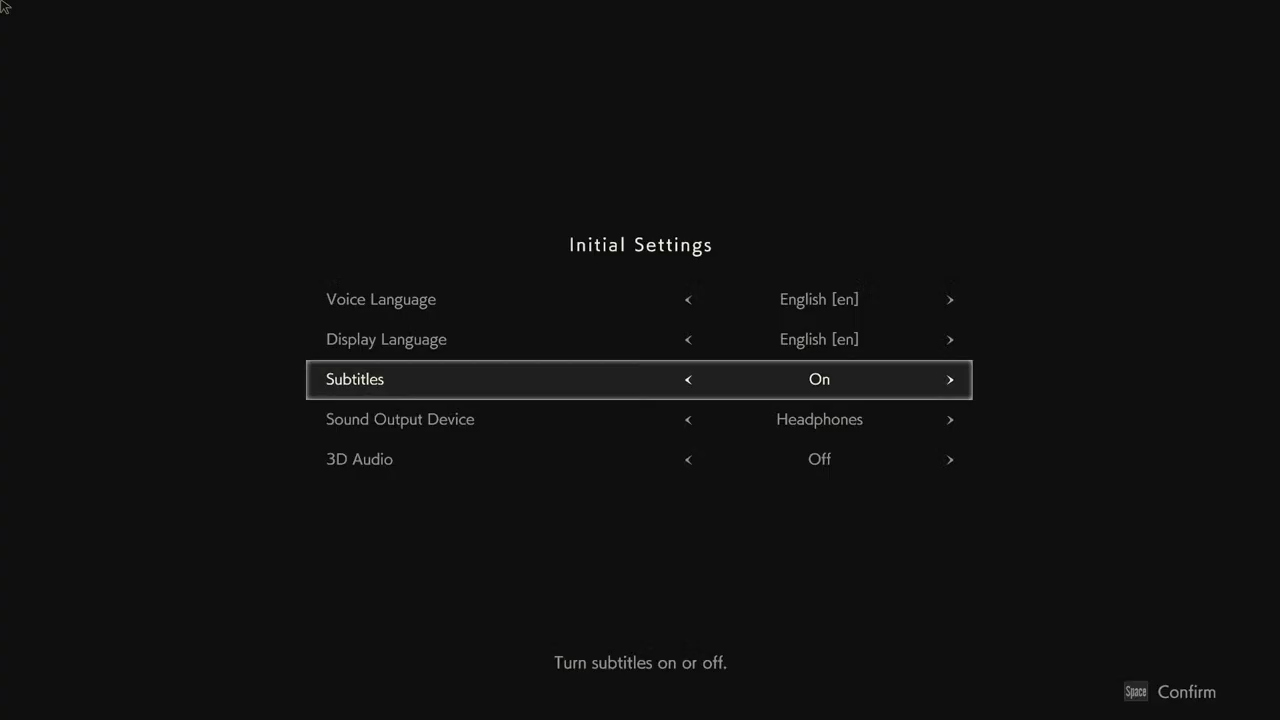 Initial Settings
Voice Language < English [en] >
Display Language < English [en] >
Subtitles < On >
Sound Output Device < Headphones >
3D Audio < Off >
Turn subtitles on or off.
Space Confirm